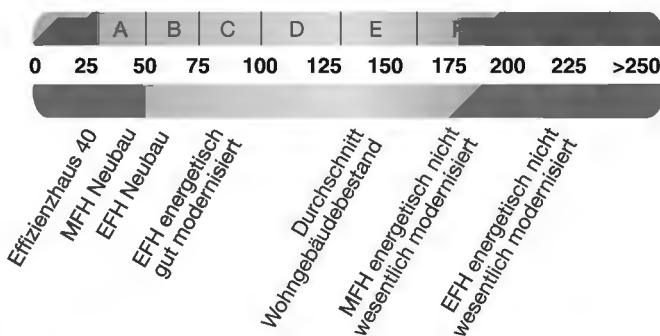 A B C D E F
0 25 50 75 100 125 150 175 200 225 >250
Effizienzhaus 40
MFH Neubau
EFH Neubau
EFH energetisch
gut modernisiert
Durchschnitt
Wohngebäudebestand
MFH energetisch nicht
wesentlich modernisiert
EFH energetisch nicht
wesentlich modernisiert